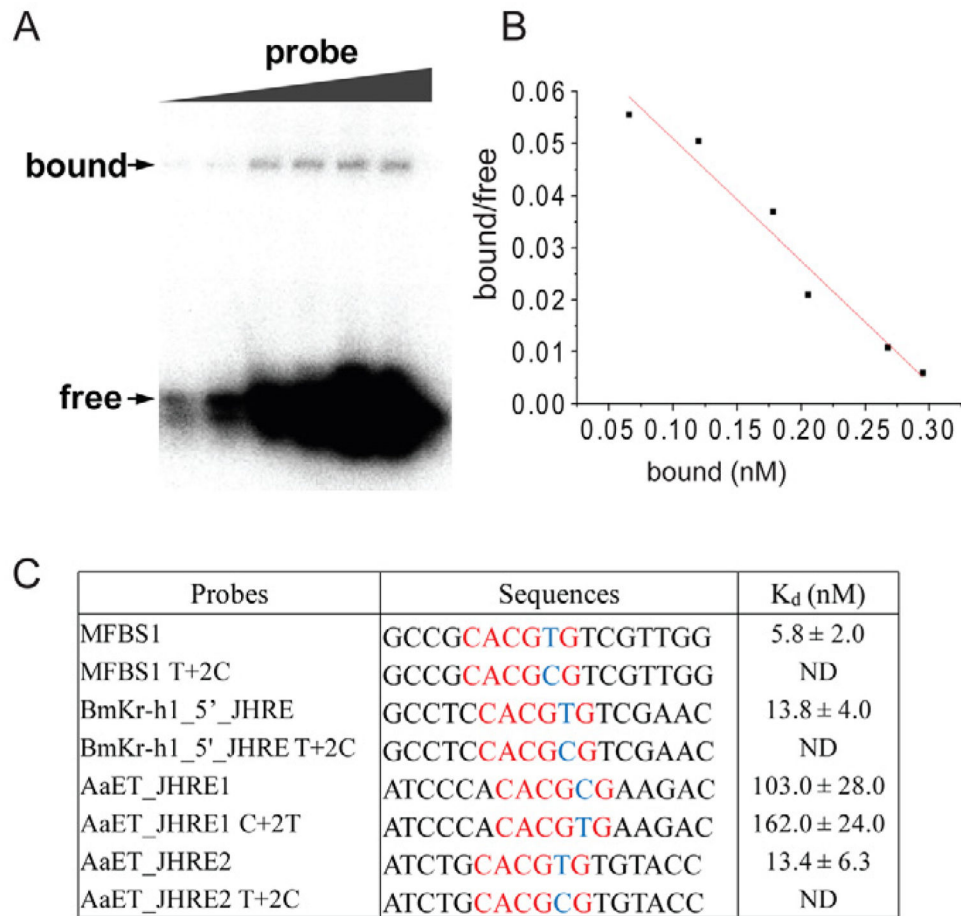 A
probe
bound
free
B
bound/free
0.06
0.05
0.04
0.03
0.02
0.01
0.00
0.05 0.10 0.15 0.20 0.25 0.30
bound (nM)
C
Probes Sequences Kd (nM)
MFBS1 GCCGCACGTGTCGTTGG 5.8 ± 2.0
MFBS1 T+2C GCCGCACGCGTCGTTGG ND
BmKr-h1_5’_JHRE GCCTCCACGTGTCGAAC 13.8 ± 4.0
BmKr-h1_5'_JHRE T+2C GCCTCCACGCGTCGAAC ND
AaET_JHRE1 ATCCCACACGCGAAGAC 103.0 ± 28.0
AaET_JHRE1 C+2T ATCCCACACGTGAAGAC 162.0 ± 24.0
AaET_JHRE2 ATCTGCACGTGTGTACC 13.4 ± 6.3
AaET_JHRE2 T+2C ATCTGCACGCGTGTACC ND